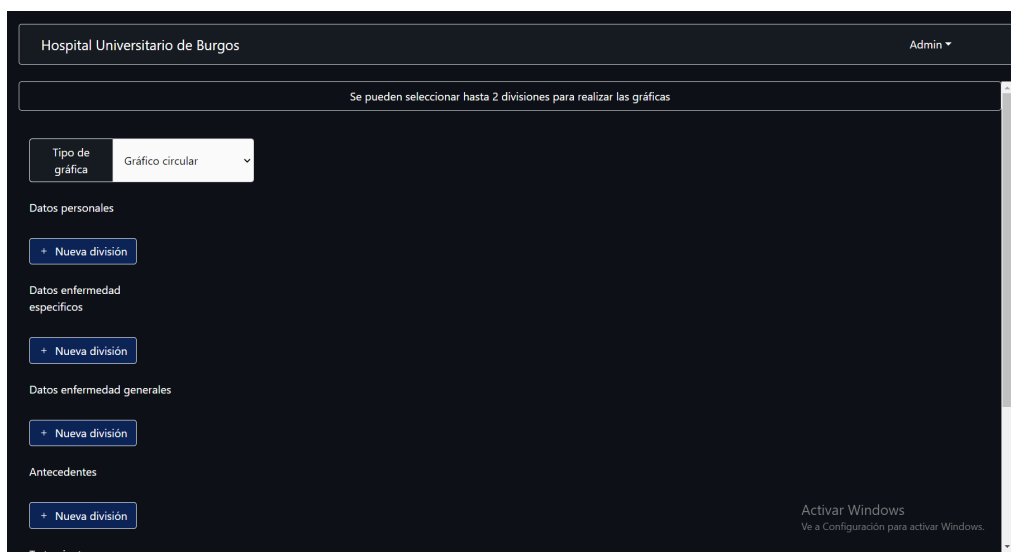 Hospital Universitario de Burgos
Admin
Se pueden seleccionar hasta 2 divisiones para realizar las gráficas
Tipo de
gráfica
Gráfico circular
Datos personales
+ Nueva división
Datos enfermedad
especificos
+ Nueva división
Datos enfermedad generales
+ Nueva división
Antecedentes
+ Nueva división
Activar Windows
Ve a Configuración para activar Windows.